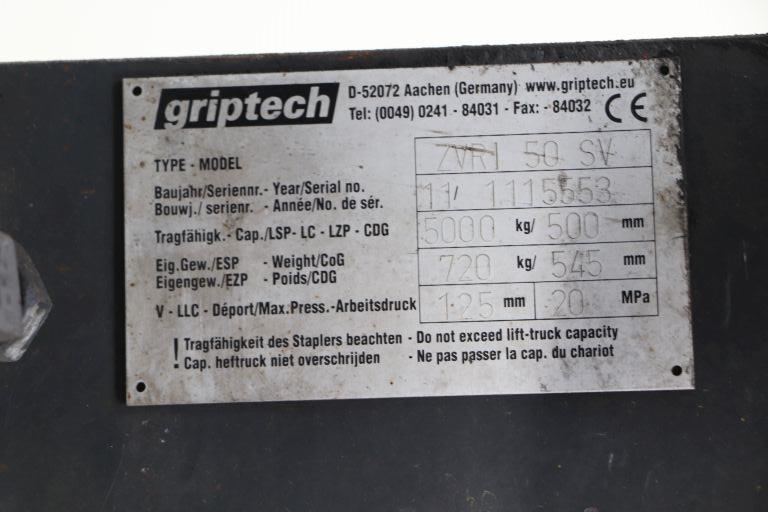 griptech
D-52072 Aachen (Germany) www.griptech.eu
Tel: (0049) 0241 - 84031 - Fax: - 84032 CE
TYPE - MODEL ZVRI 50 SV
Baujahr/Seriennr. - Year/Serial no.
Bouwj./ serienr. - Année/No. de sér. 11/ 1115553
Tragfähigk.- Cap./LSP- LC - LZP - CDG 5000 kg/ 500 mm
Eig.Gew./ESP - Weight/CoG
Eigengew./EZP - Poids/CDG 720 kg/ 545 mm
V - LLC - Déport/Max.Press.-Arbeitsdruck 125 mm 20 MPa
! Tragfähigkeit des Staplers beachten - Do not exceed lift-truck capacity
Cap. heftruck niet overschrijden - Ne pas passer la cap. du chariot